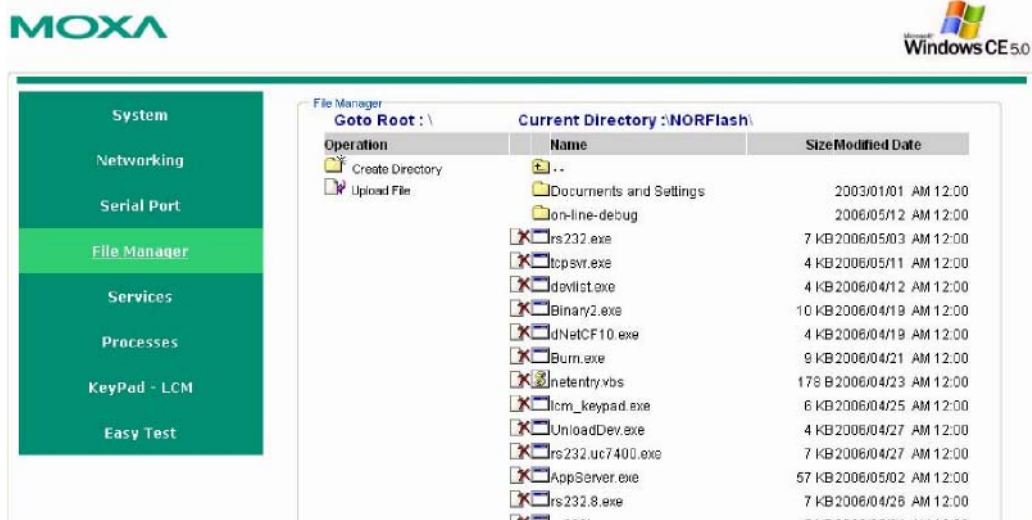 MOXA
Microsoft
Windows CE 5.0
System
Networking
Serial Port
File Manager
Services
Processes
KeyPad - LCM
Easy Test
File Manager
Goto Root : \ Current Directory :\NORFlash\
Operation Name Size Modified Date
Create Directory ..
Upload File Documents and Settings 2003/01/01 AM 12:00
on-line-debug 2006/05/12 AM 12:00
rs232.exe 7 KB 2006/05/03 AM 12:00
tcpsvr.exe 4 KB 2006/05/11 AM 12:00
devlist.exe 4 KB 2006/04/12 AM 12:00
Binary2.exe 10 KB 2006/04/19 AM 12:00
dNetCF10.exe 4 KB 2006/04/19 AM 12:00
Burn.exe 9 KB 2006/04/21 AM 12:00
netentry.vbs 178 B 2006/04/23 AM 12:00
lcm_keypad.exe 6 KB 2006/04/25 AM 12:00
UnloadDev.exe 4 KB 2006/04/27 AM 12:00
rs232.uc7400.exe 7 KB 2006/04/27 AM 12:00
AppServer.exe 57 KB 2006/05/02 AM 12:00
rs232.8.exe 7 KB 2006/04/26 AM 12:00